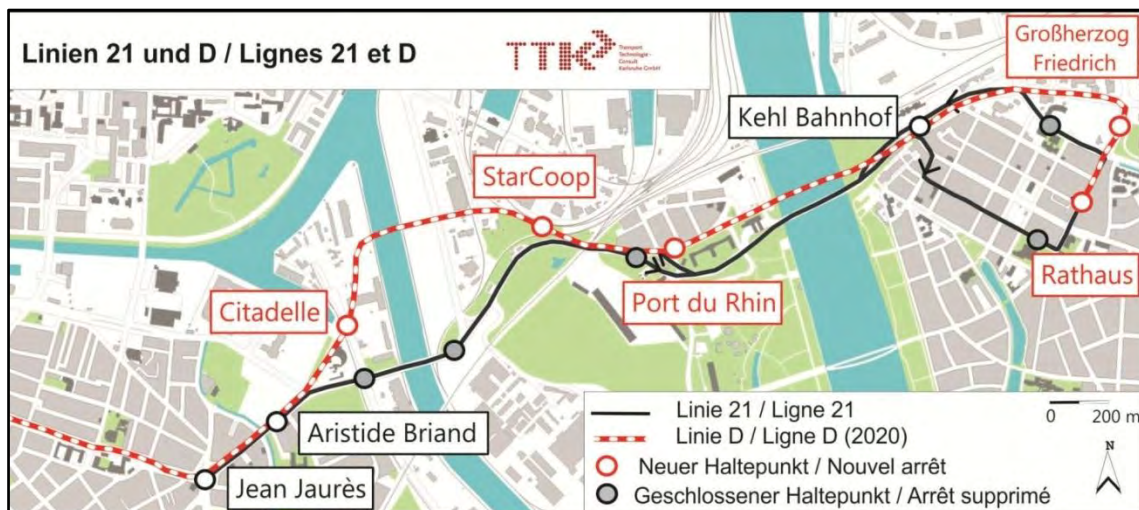 Linien 21 und D / Lignes 21 et D
TTK
Transport
Technologie-
Consult
Karlsruhe GmbH
Großherzog
Friedrich
Kehl Bahnhof
StarCoop
Citadelle
Port du Rhin
Rathaus
Aristide Briand
Jean Jaurès
Linie 21 / Ligne 21
Linie D / Ligne D (2020)
Neuer Haltepunkt / Nouvel arrêt
Geschlossener Haltepunkt / Arrêt supprimé
0 200 m
N